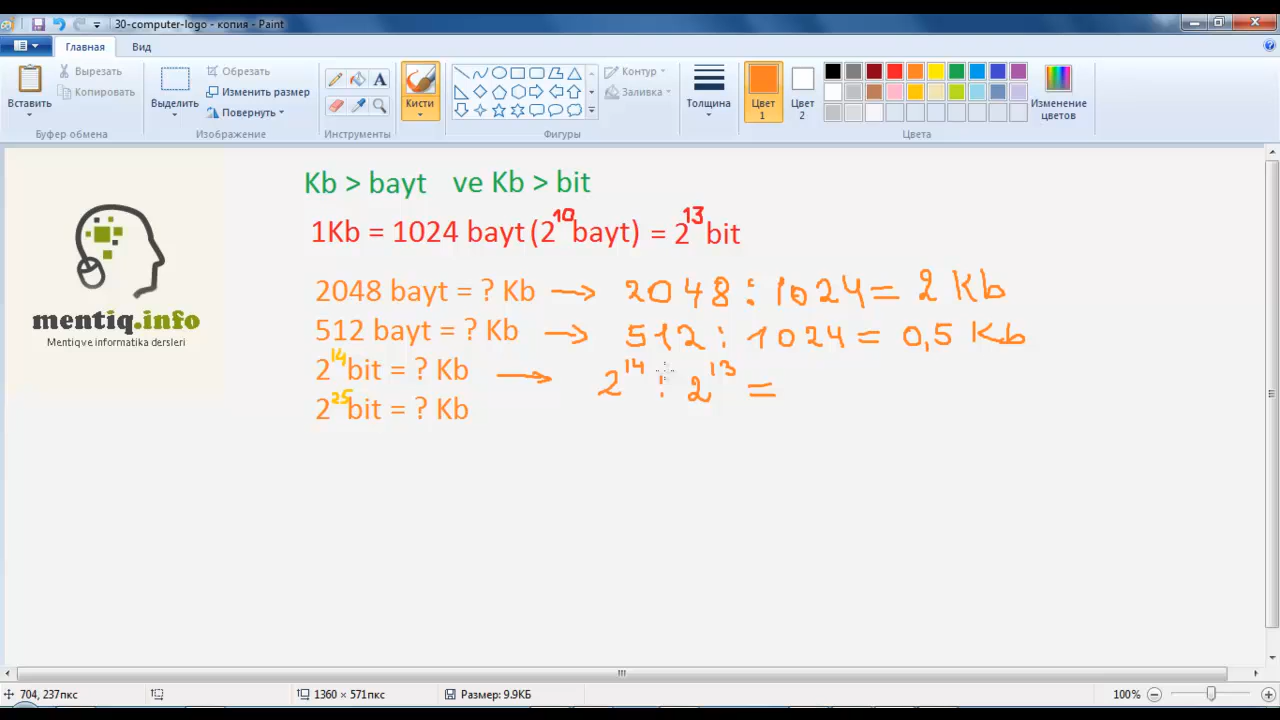 30-computer-logo - копия - Paint
Главная Вид
Вставить
Вырезать
Копировать
Буфер обмена
Выделить
Обрезать
Изменить размер
Повернуть
Изображение
A
Инструменты
Кисти
Контур
Заливка
Фигуры
Толщина
Цвет 1
Цвет 2
Изменение цветов
Цвета
mentiq.info
Mentiq ve informatika dersleri
Kb > bayt ve Kb > bit
1Kb = 1024 bayt (2^10 bayt) = 2^13 bit
2048 bayt = ? Kb → 2048 : 1024 = 2 Kb
512 bayt = ? Kb → 512 : 1024 = 0,5 Kb
2^14 bit = ? Kb → 2^14 : 2^13 =
2^25 bit = ? Kb
704, 237пкс
1360 × 571пкс
Размер: 9.9КБ
100%